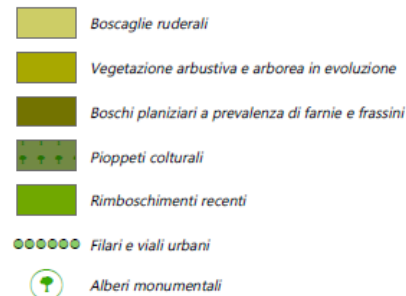 Boscaglie ruderali
Vegetazione arbustiva e arborea in evoluzione
Boschi planiziari a prevalenza di farnie e frassini
Pioppeti colturali
Rimboschimenti recenti
Filari e viali urbani
Alberi monumentali